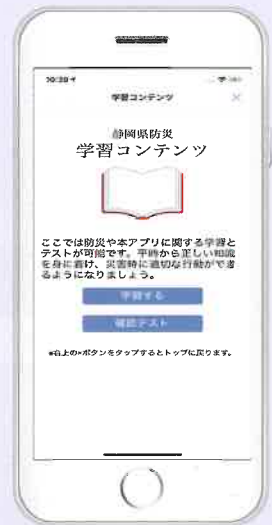 学習コンテンツ
静岡県防災
学習コンテンツ
ここでは防災や本アプリに関する学習と
テストが可能です。平時から正しい知識
を身に着け、災害時に適切な行動ができ
るようになりましょう。
学習する
確認テスト
※右上の×ボタンをタップするとトップに戻ります。